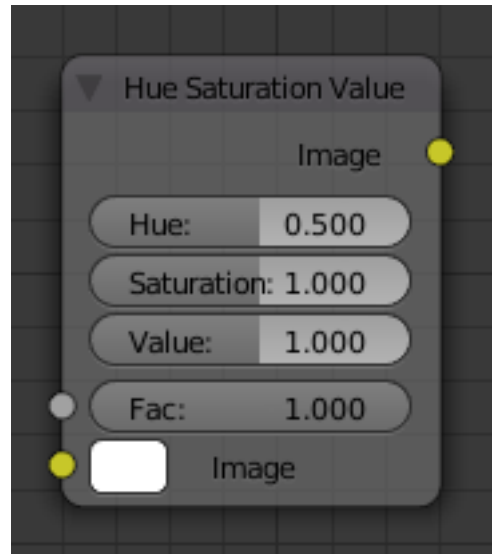 Hue Saturation Value
Image
Hue: 0.500
Saturation: 1.000
Value: 1.000
Fac: 1.000
Image